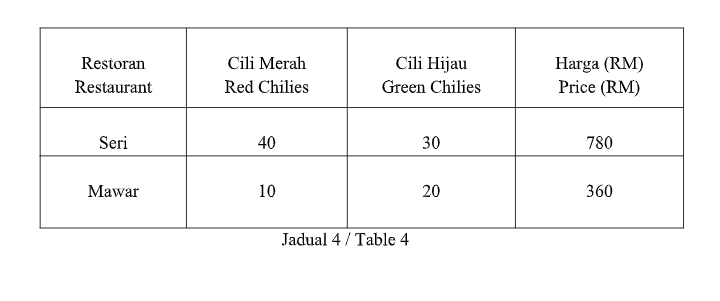 Restoran
Restaurant
Cili Merah
Red Chilies
Cili Hijau
Green Chilies
Harga (RM)
Price (RM)
Seri
40
30
780
Mawar
10
20
360
Jadual 4 / Table 4